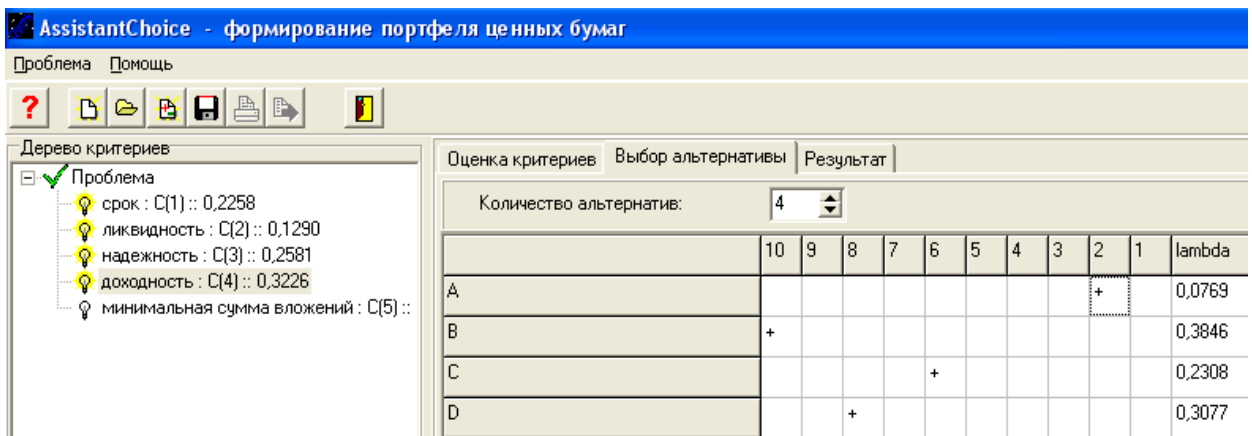 AssistantChoice - формирование портфеля ценных бумаг
Проблема Помощь
?
Дерево критериев
Проблема
срок : C(1) :: 0,2258
ликвидность : C(2) :: 0,1290
надежность : C(3) :: 0,2581
доходность : C(4) :: 0,3226
минимальная сумма вложений : C(5) ::
Оценка критериев Выбор альтернативы Результат
Количество альтернатив: 4
10 9 8 7 6 5 4 3 2 1 lambda
A + 0,0769
B + 0,3846
C + 0,2308
D + 0,3077